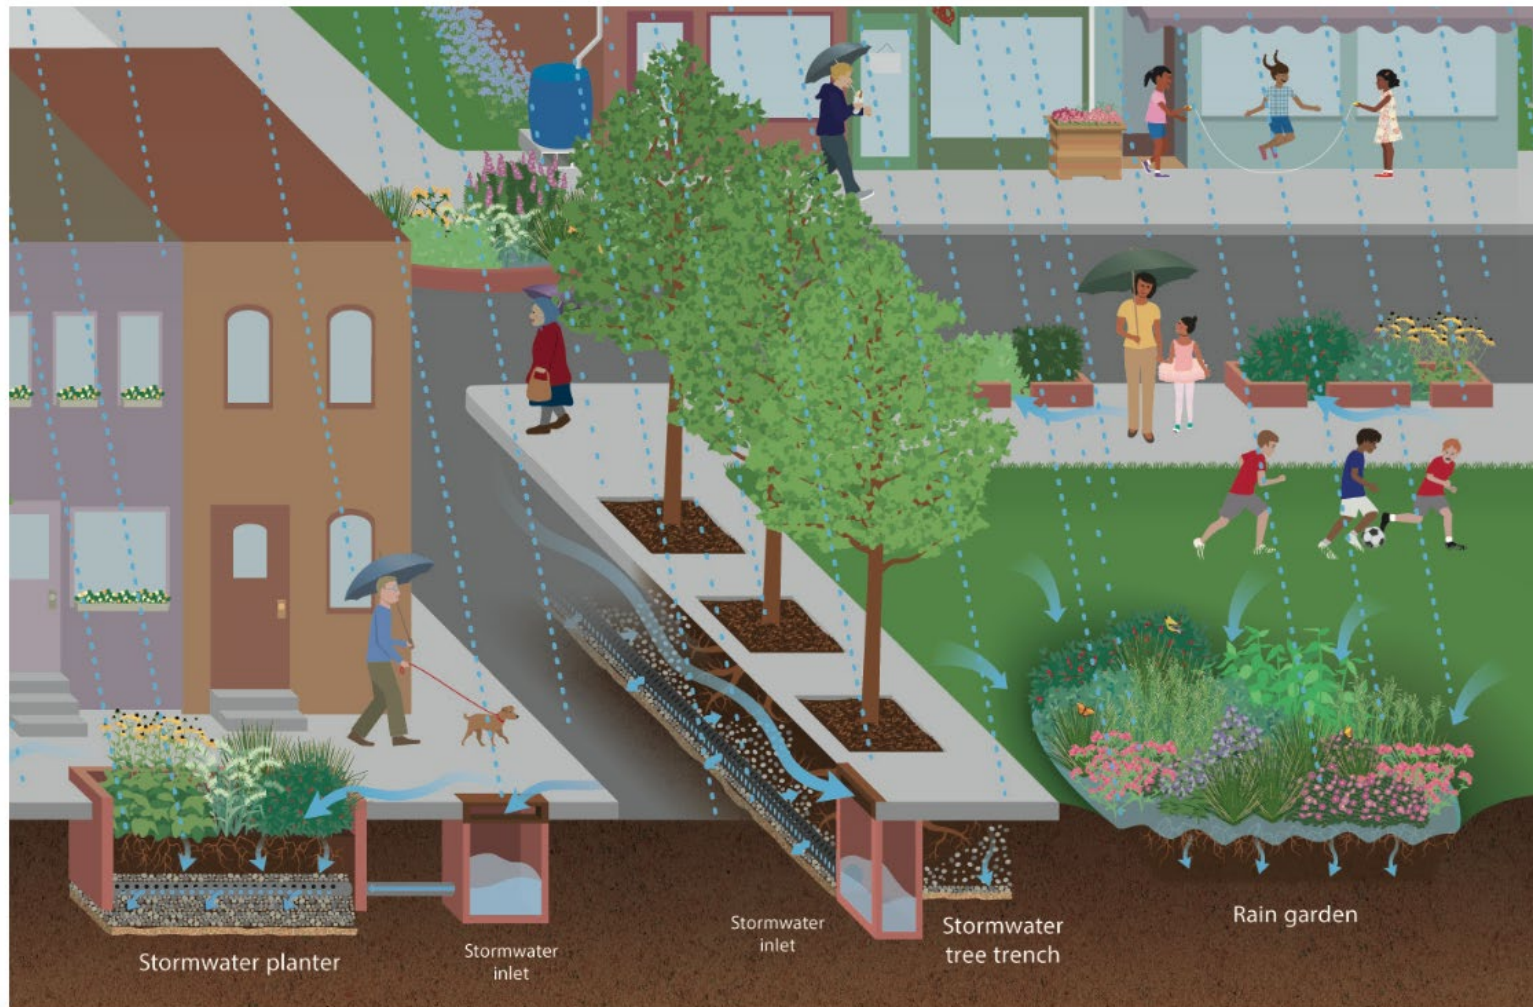 Stormwater planter
Stormwater
inlet
Stormwater
inlet
Stormwater
tree trench
Rain garden